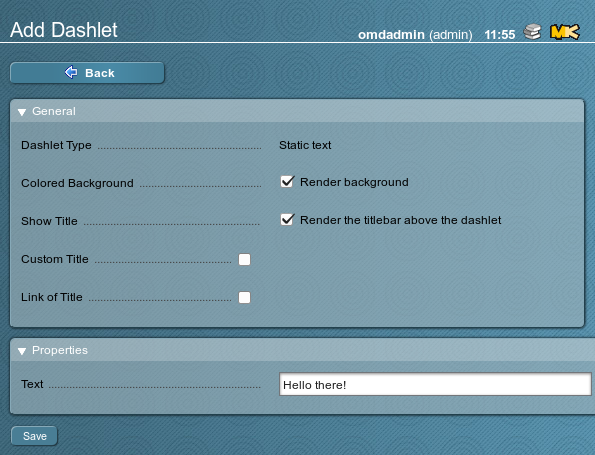 Add Dashlet
omdadmin (admin) 11:55 MK
Back
General
Dashlet Type Static text
Colored Background Render background
Show Title Render the titlebar above the dashlet
Custom Title
Link of Title
Properties
Text Hello there!
Save